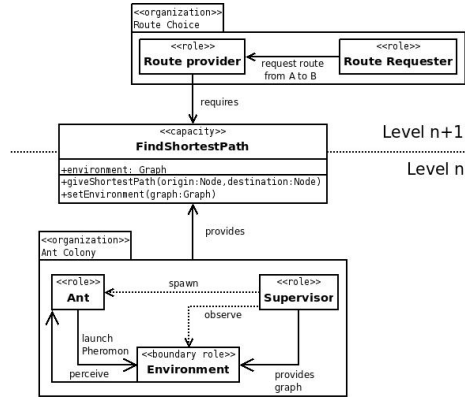 <<organization>>
Route Choice
<<role>>
Route provider
request route
from A to B
<<role>>
Route Requester
requires
<<capacity>>
FindShortestPath
+environment: Graph
+giveShortestPath(origin:Node,destination:Node)
+setEnvironment(graph:Graph)
Level n+1
Level n
provides
<<organization>>
Ant Colony
<<role>>
Ant
spawn
<<role>>
Supervisor
observe
launch
Pheromon
perceive
<<boundary role>>
Environment
provides
graph